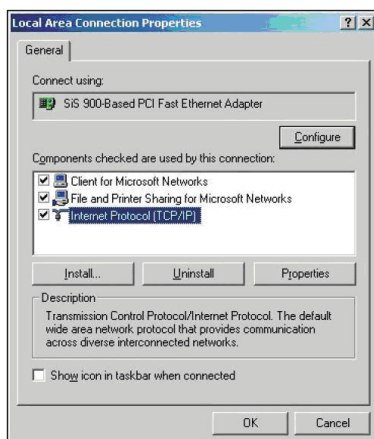 Local Area Connection Properties
General
Connect using:
SiS 900-Based PCI Fast Ethernet Adapter
Configure
Components checked are used by this connection:
Client for Microsoft Networks
File and Printer Sharing for Microsoft Networks
Internet Protocol (TCP/IP)
Install... Uninstall Properties
Description
Transmission Control Protocol/Internet Protocol. The default
wide area network protocol that provides communication
across diverse interconnected networks.
Show icon in taskbar when connected
OK Cancel